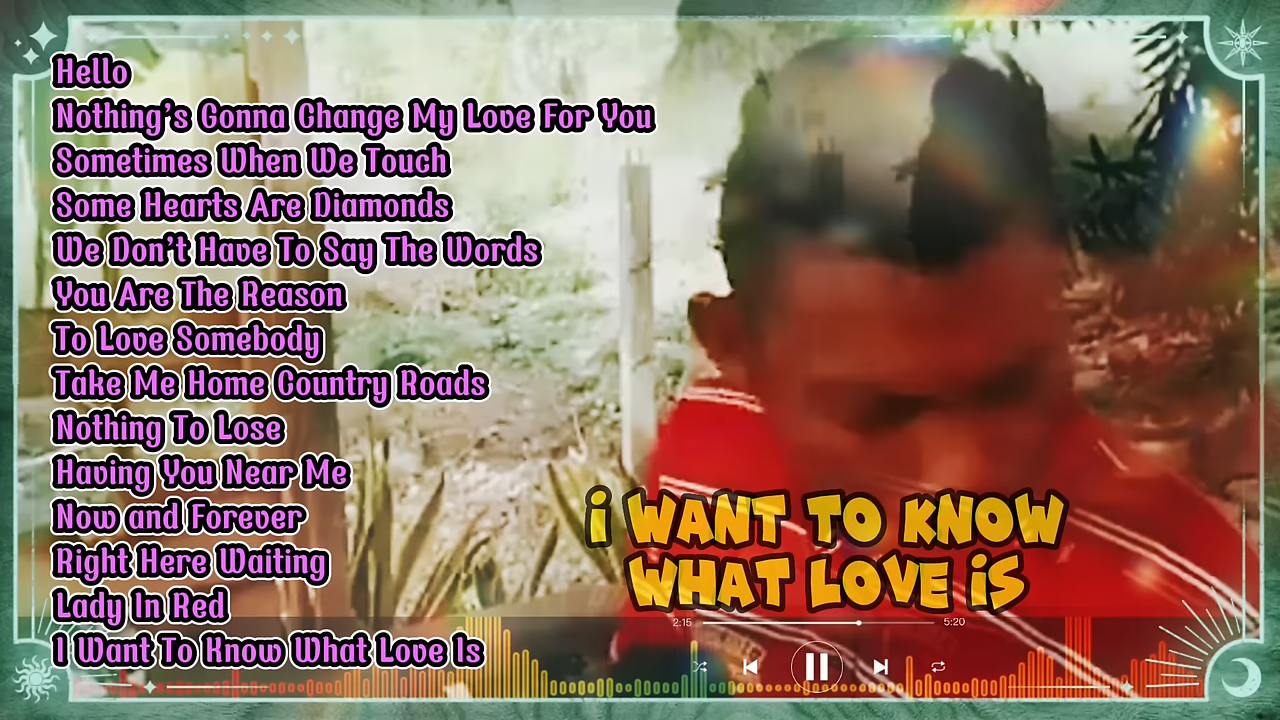 Hello
Nothing's Gonna Change My Love For You
Sometimes When We Touch
Some Hearts Are Diamonds
We Don't Have To Say The Words
You Are The Reason
To Love Somebody
Take Me Home Country Roads
Nothing To Lose
Having You Near Me
Now and Forever
Right Here Waiting
Lady In Red
I Want To Know What Love Is
i WANT TO KNOW
WHAT LOVE iS
2:15 5:20